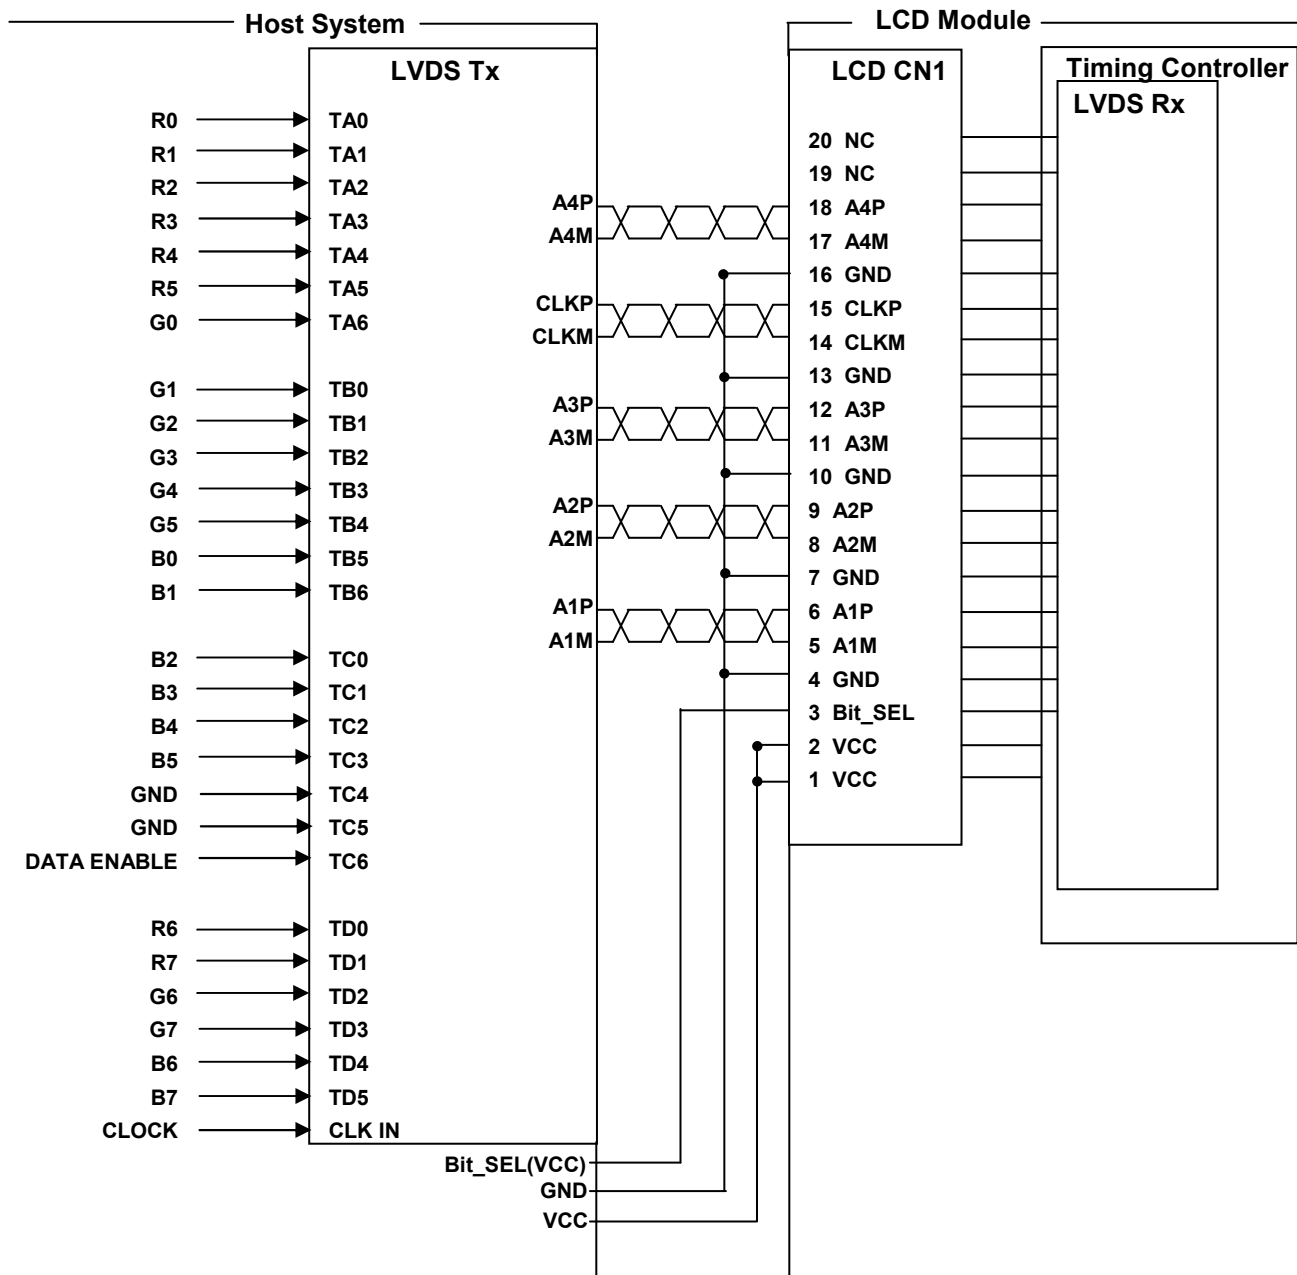 Host System
LCD Module
LVDS Tx
LCD CN1
Timing Controller
LVDS Rx
R0 TA0
R1 TA1
R2 TA2
R3 TA3
R4 TA4
R5 TA5
G0 TA6
G1 TB0
G2 TB1
G3 TB2
G4 TB3
G5 TB4
B0 TB5
B1 TB6
B2 TC0
B3 TC1
B4 TC2
B5 TC3
GND TC4
GND TC5
DATA ENABLE TC6
R6 TD0
R7 TD1
G6 TD2
G7 TD3
B6 TD4
B7 TD5
CLOCK CLK IN
A4P
A4M
CLKP
CLKM
A3P
A3M
A2P
A2M
A1P
A1M
Bit_SEL(VCC)
GND
VCC
20 NC
19 NC
18 A4P
17 A4M
16 GND
15 CLKP
14 CLKM
13 GND
12 A3P
11 A3M
10 GND
9 A2P
8 A2M
7 GND
6 A1P
5 A1M
4 GND
3 Bit_SEL
2 VCC
1 VCC